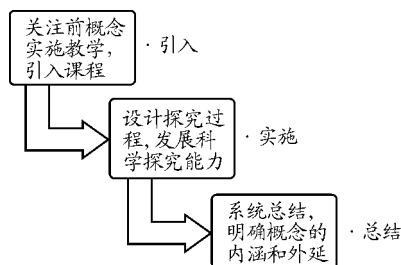 关注前概念
实施教学，
引入课程
·引入
设计探究过
程，发展科
学探究能力
·实施
系统总结，
明确概念的
内涵和外延
·总结